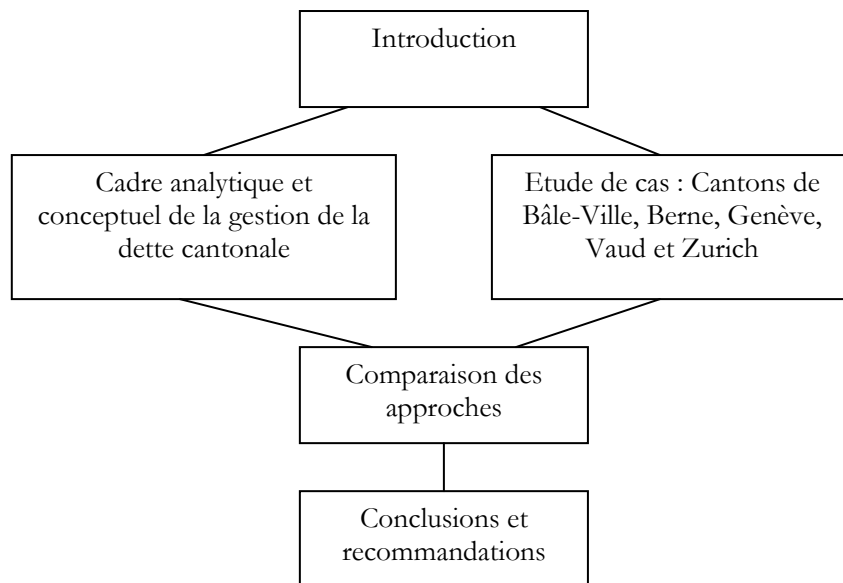 Introduction
Cadre analytique et
conceptuel de la gestion de la
dette cantonale
Etude de cas : Cantons de
Bâle-Ville, Berne, Genève,
Vaud et Zurich
Comparaison des
approches
Conclusions et
recommandations